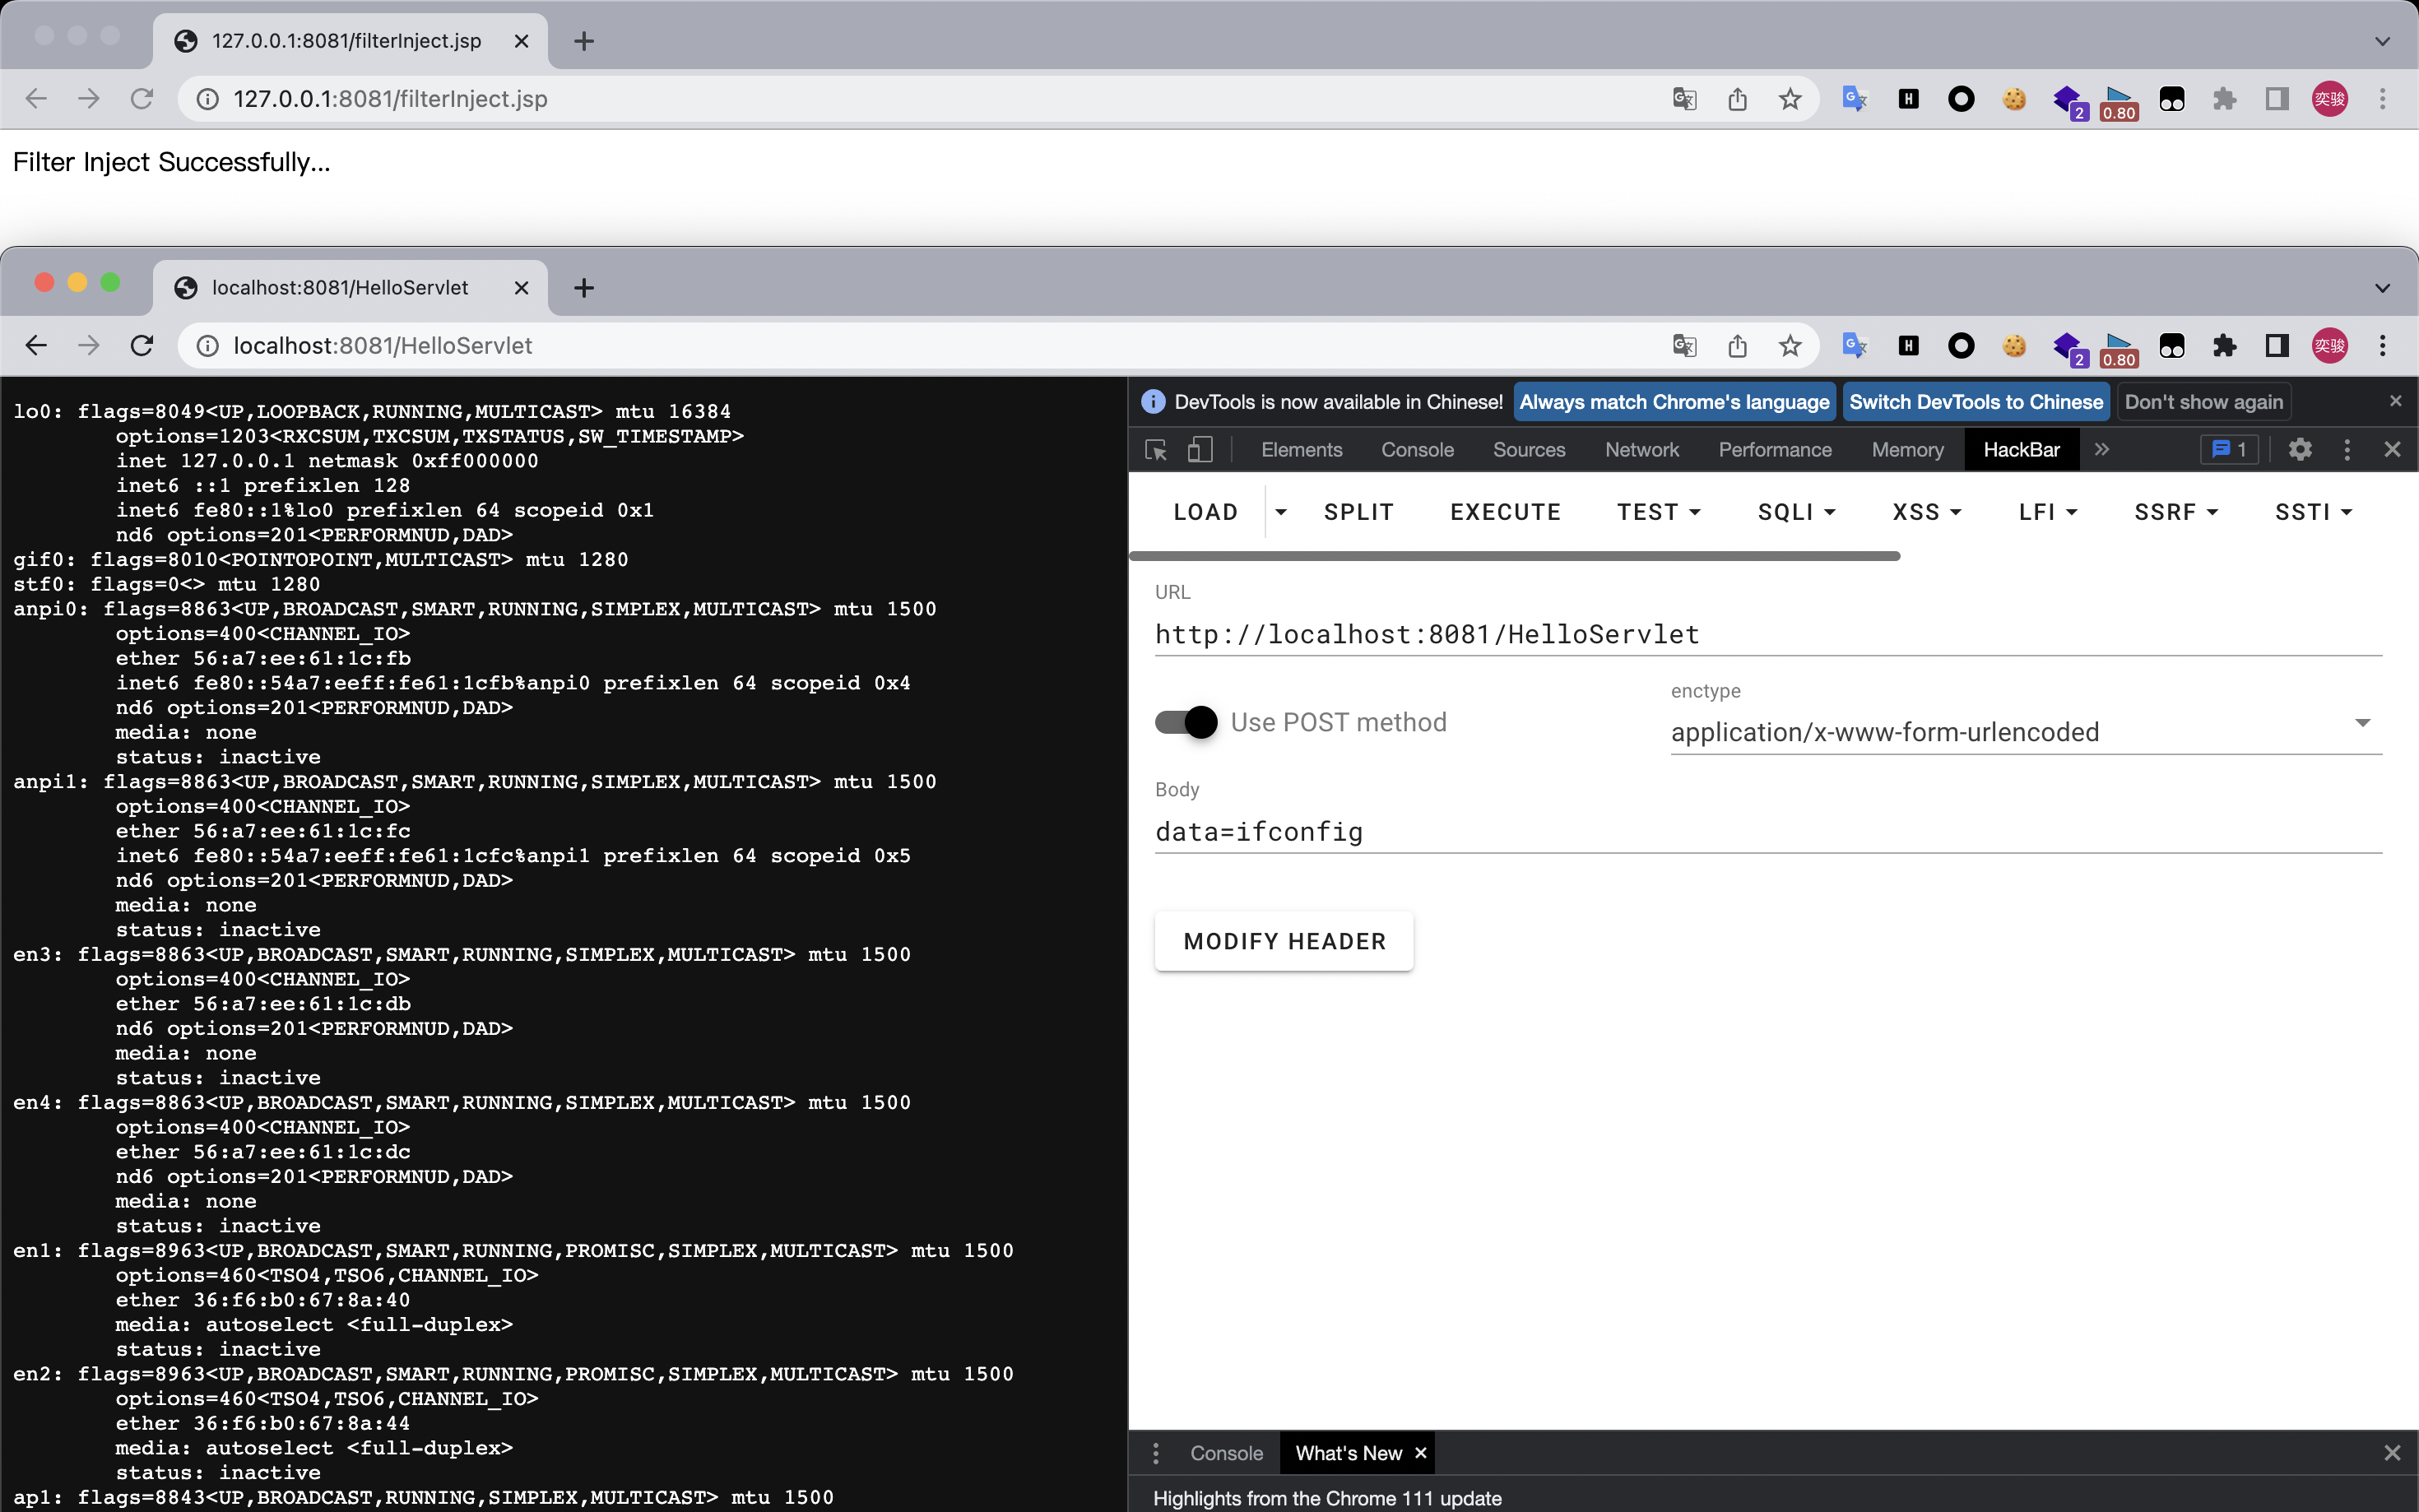 127.0.0.1:8081/filterInject.jsp
127.0.0.1:8081/filterInject.jsp
2
0.80
奕骏
Filter Inject Successfully...
localhost:8081/HelloServlet
localhost:8081/HelloServlet
2
0.80
奕骏
lo0: flags=8049<UP,LOOPBACK,RUNNING,MULTICAST> mtu 16384
options=1203<RXCSUM,TXCSUM,TXSTATUS,SW_TIMESTAMP>
inet 127.0.0.1 netmask 0xff000000
inet6 ::1 prefixlen 128
inet6 fe80::1%lo0 prefixlen 64 scopeid 0x1
nd6 options=201<PERFORMNUD,DAD>
gif0: flags=8010<POINTOPOINT,MULTICAST> mtu 1280
stf0: flags=0<> mtu 1280
anpi0: flags=8863<UP,BROADCAST,SMART,RUNNING,SIMPLEX,MULTICAST> mtu 1500
options=400<CHANNEL_IO>
ether 56:a7:ee:61:1c:fb
inet6 fe80::54a7:eeff:fe61:1cfb%anpi0 prefixlen 64 scopeid 0x4
nd6 options=201<PERFORMNUD,DAD>
media: none
status: inactive
anpi1: flags=8863<UP,BROADCAST,SMART,RUNNING,SIMPLEX,MULTICAST> mtu 1500
options=400<CHANNEL_IO>
ether 56:a7:ee:61:1c:fc
inet6 fe80::54a7:eeff:fe61:1cfc%anpi1 prefixlen 64 scopeid 0x5
nd6 options=201<PERFORMNUD,DAD>
media: none
status: inactive
en3: flags=8863<UP,BROADCAST,SMART,RUNNING,SIMPLEX,MULTICAST> mtu 1500
options=400<CHANNEL_IO>
ether 56:a7:ee:61:1c:db
nd6 options=201<PERFORMNUD,DAD>
media: none
status: inactive
en4: flags=8863<UP,BROADCAST,SMART,RUNNING,SIMPLEX,MULTICAST> mtu 1500
options=400<CHANNEL_IO>
ether 56:a7:ee:61:1c:dc
nd6 options=201<PERFORMNUD,DAD>
media: none
status: inactive
en1: flags=8963<UP,BROADCAST,SMART,RUNNING,PROMISC,SIMPLEX,MULTICAST> mtu 1500
options=460<TSO4,TSO6,CHANNEL_IO>
ether 36:f6:b0:67:8a:40
media: autoselect <full-duplex>
status: inactive
en2: flags=8963<UP,BROADCAST,SMART,RUNNING,PROMISC,SIMPLEX,MULTICAST> mtu 1500
options=460<TSO4,TSO6,CHANNEL_IO>
ether 36:f6:b0:67:8a:44
media: autoselect <full-duplex>
status: inactive
ap1: flags=8843<UP,BROADCAST,RUNNING,SIMPLEX,MULTICAST> mtu 1500
DevTools is now available in Chinese! Always match Chrome's language Switch DevTools to Chinese Don't show again
Elements Console Sources Network Performance Memory HackBar 1
LOAD SPLIT EXECUTE TEST SQLI XSS LFI SSRF SSTI
URL
http://localhost:8081/HelloServlet
Use POST method
enctype
application/x-www-form-urlencoded
Body
data=ifconfig
MODIFY HEADER
Console What's New
Highlights from the Chrome 111 update